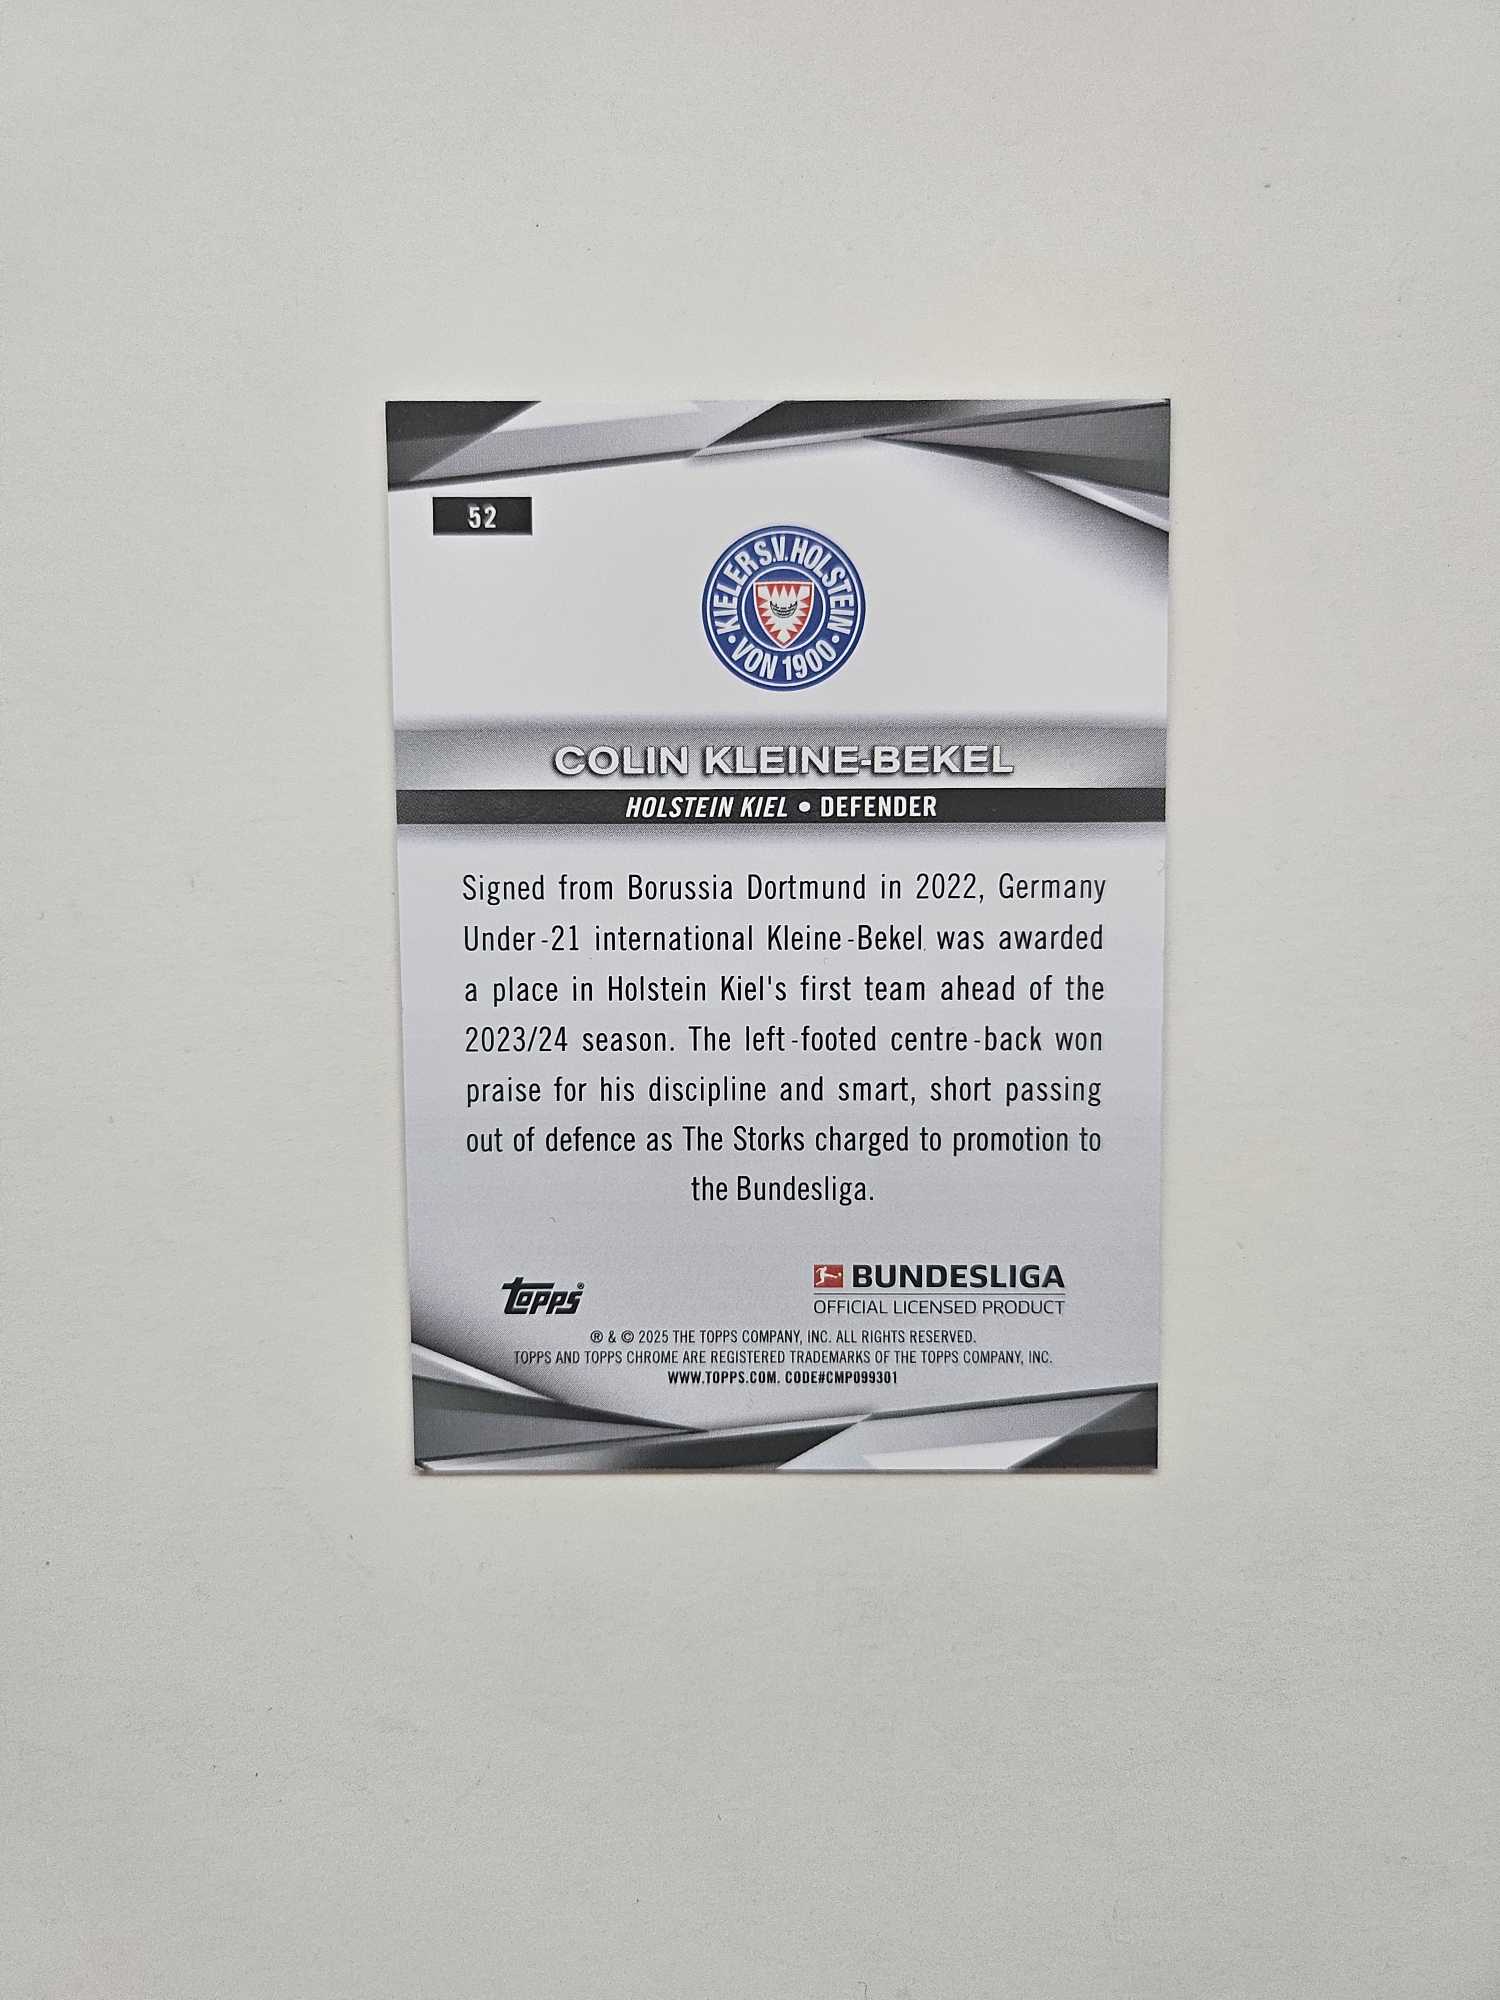 52
KIELER S.V. HOLSTEIN
• VON 1900 •
COLIN KLEINE-BEKEL
HOLSTEIN KIEL • DEFENDER
Signed from Borussia Dortmund in 2022, Germany
Under-21 international Kleine-Bekel was awarded
a place in Holstein Kiel's first team ahead of the
2023/24 season. The left-footed centre-back won
praise for his discipline and smart, short passing
out of defence as The Storks charged to promotion to
the Bundesliga.
Topps®
BUNDESLIGA
OFFICIAL LICENSED PRODUCT
® & © 2025 THE TOPPS COMPANY, INC. ALL RIGHTS RESERVED.
TOPPS AND TOPPS CHROME ARE REGISTERED TRADEMARKS OF THE TOPPS COMPANY, INC.
WWW.TOPPS.COM. CODE#CMP099301